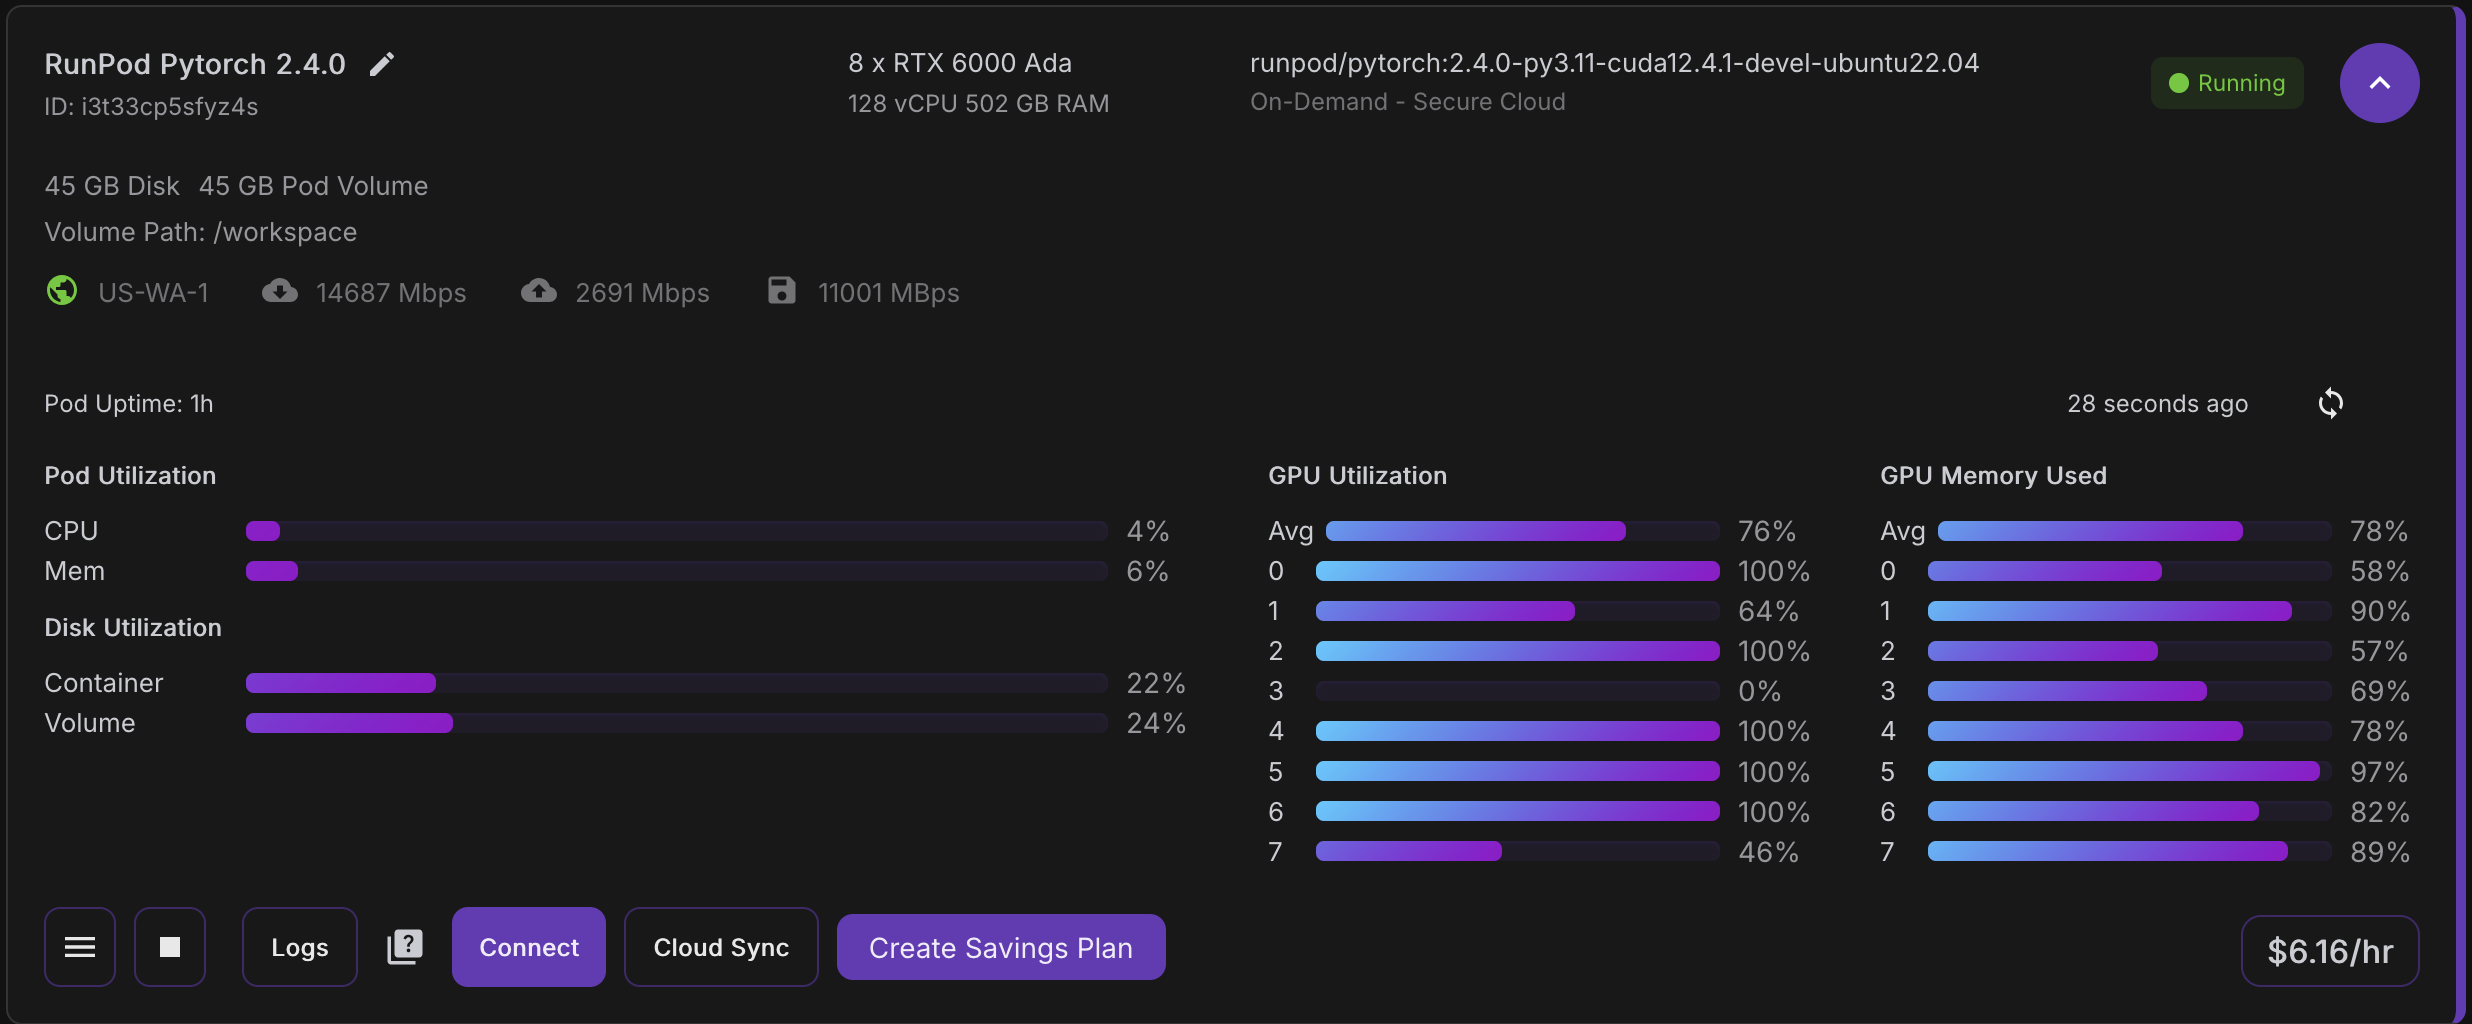 RunPod Pytorch 2.4.0
ID: i3t33cp5sfyz4s
8 x RTX 6000 Ada
128 vCPU 502 GB RAM
runpod/pytorch:2.4.0-py3.11-cuda12.4.1-devel-ubuntu22.04
On-Demand - Secure Cloud
Running
45 GB Disk 45 GB Pod Volume
Volume Path: /workspace
US-WA-1 14687 Mbps 2691 Mbps 11001 MBps
Pod Uptime: 1h
28 seconds ago
Pod Utilization
CPU 4%
Mem 6%
Disk Utilization
Container 22%
Volume 24%
GPU Utilization
Avg 76%
0 100%
1 64%
2 100%
3 0%
4 100%
5 100%
6 100%
7 46%
GPU Memory Used
Avg 78%
0 58%
1 90%
2 57%
3 69%
4 78%
5 97%
6 82%
7 89%
Logs ? Connect Cloud Sync Create Savings Plan
$6.16/hr